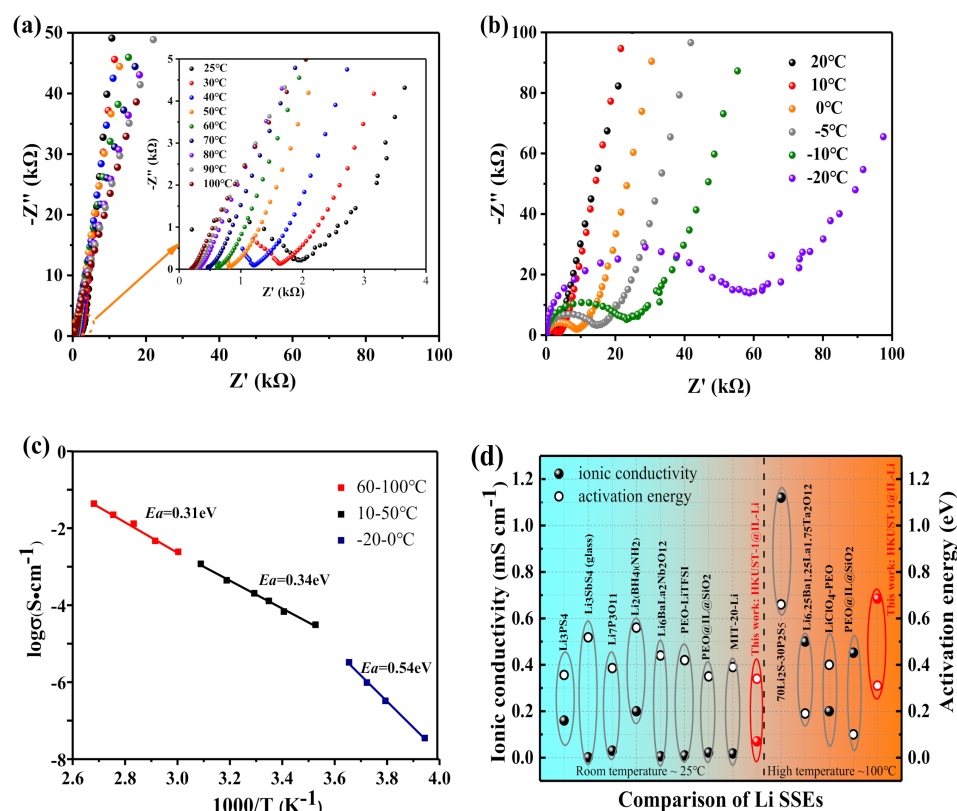 (a)
50
40
30
20
10
0
-Z'' (kΩ)
0 20 40 60 80 100
Z' (kΩ)
5
4
3
2
1
0
-Z'' (kΩ)
0 1 2 3 4
Z' (kΩ)
25℃
30℃
40℃
50℃
60℃
70℃
80℃
90℃
100℃
(b)
100
80
60
40
20
0
-Z'' (kΩ)
0 20 40 60 80 100
Z' (kΩ)
20℃
10℃
0℃
-5℃
-10℃
-20℃
(c)
0
-2
-4
-6
-8
logσ(S•cm-1)
2.6 2.8 3.0 3.2 3.4 3.6 3.8 4.0
1000/T (K-1)
60-100℃
10-50℃
-20-0℃
Ea=0.31eV
Ea=0.34eV
Ea=0.54eV
(d)
1.2
1.0
0.8
0.6
0.4
0.2
0.0
Ionic conductivity (mS cm-1)
ionic conductivity
activation energy
Li3PS4
Li3SbS4 (glass)
Li7P3O11
Li2(BH4)(NH2)
Li6BaLa2Nb2O12
PEO-LiTFSI
PEO@IL@SiO2
MIT-20-Li
This work: HKUST-1@IL-Li
70Li2S-30P2S5
Li6.25Ba1.25La1.75Ta2O12
LiClO4-PEO
PEO@IL@SiO2
This work: HKUST-1@IL-Li
Room temperature ~ 25℃
High temperature ~100℃
1.2
1.0
0.8
0.6
0.4
0.2
0.0
Activation energy (eV)
Comparison of Li SSEs